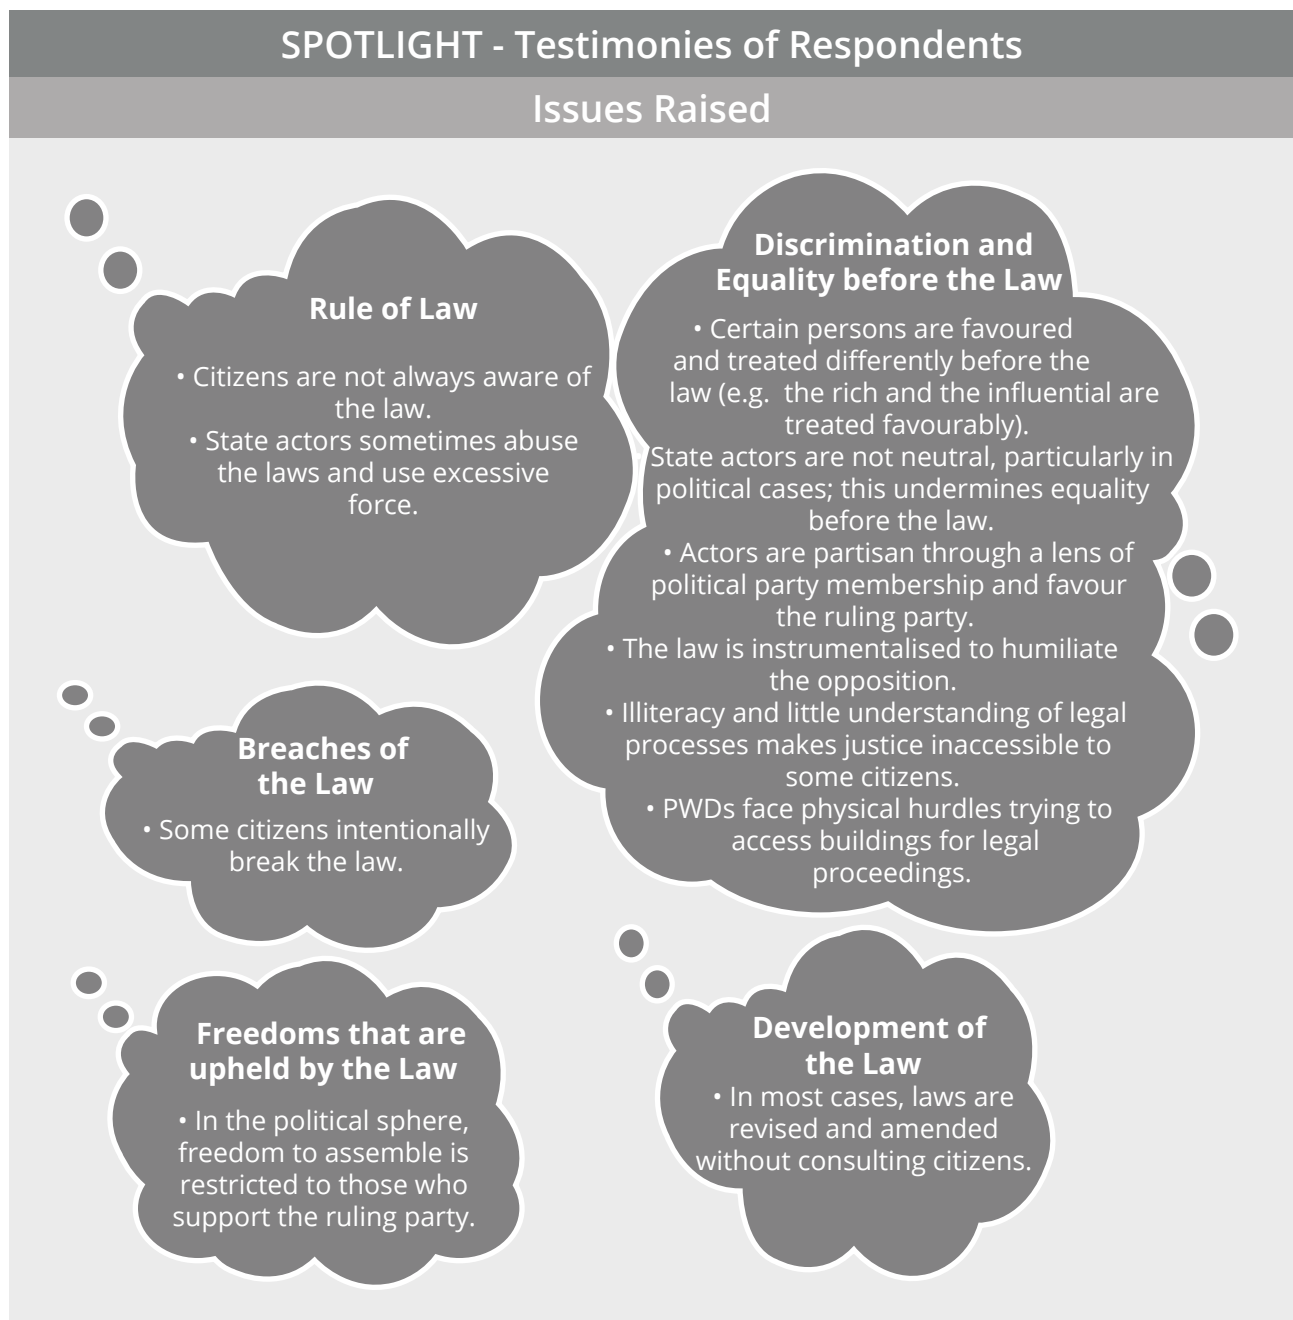 SPOTLIGHT - Testimonies of Respondents
Issues Raised
Rule of Law
• Citizens are not always aware of
the law.
• State actors sometimes abuse
the laws and use excessive
force.
Discrimination and
Equality before the Law
• Certain persons are favoured
and treated differently before the
law (e.g.  the rich and the influential are
treated favourably).
State actors are not neutral, particularly in
political cases; this undermines equality
before the law.
• Actors are partisan through a lens of
political party membership and favour
the ruling party.
• The law is instrumentalised to humiliate
the opposition.
• Illiteracy and little understanding of legal
processes makes justice inaccessible to
some citizens.
• PWDs face physical hurdles trying to
access buildings for legal
proceedings.
Breaches of
the Law
• Some citizens intentionally
break the law.
Freedoms that are
upheld by the Law
• In the political sphere,
freedom to assemble is
restricted to those who
support the ruling party.
Development of
the Law
• In most cases, laws are
revised and amended
without consulting citizens.